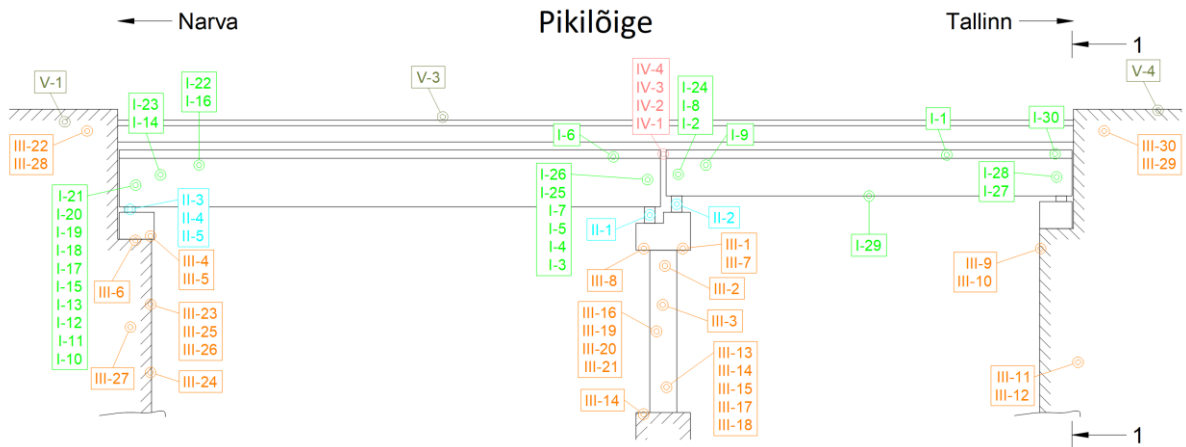 Narva
Pikilõige
Tallinn
1
V-1
V-3
V-4
I-22
I-16
I-23
I-14
IV-4
IV-3
IV-2
IV-1
I-24
I-8
I-2
I-6
I-9
I-1
I-30
III-22
III-28
III-30
III-29
I-21
I-20
I-19
I-18
I-17
I-15
I-13
I-12
I-11
I-10
II-3
II-4
II-5
I-26
I-25
I-7
I-5
I-4
I-3
II-1
II-2
I-28
I-27
I-29
III-4
III-5
III-6
III-8
III-1
III-7
III-2
III-9
III-10
III-23
III-25
III-26
III-16
III-19
III-20
III-21
III-3
III-27
III-24
III-13
III-14
III-15
III-17
III-18
III-14
III-11
III-12
1